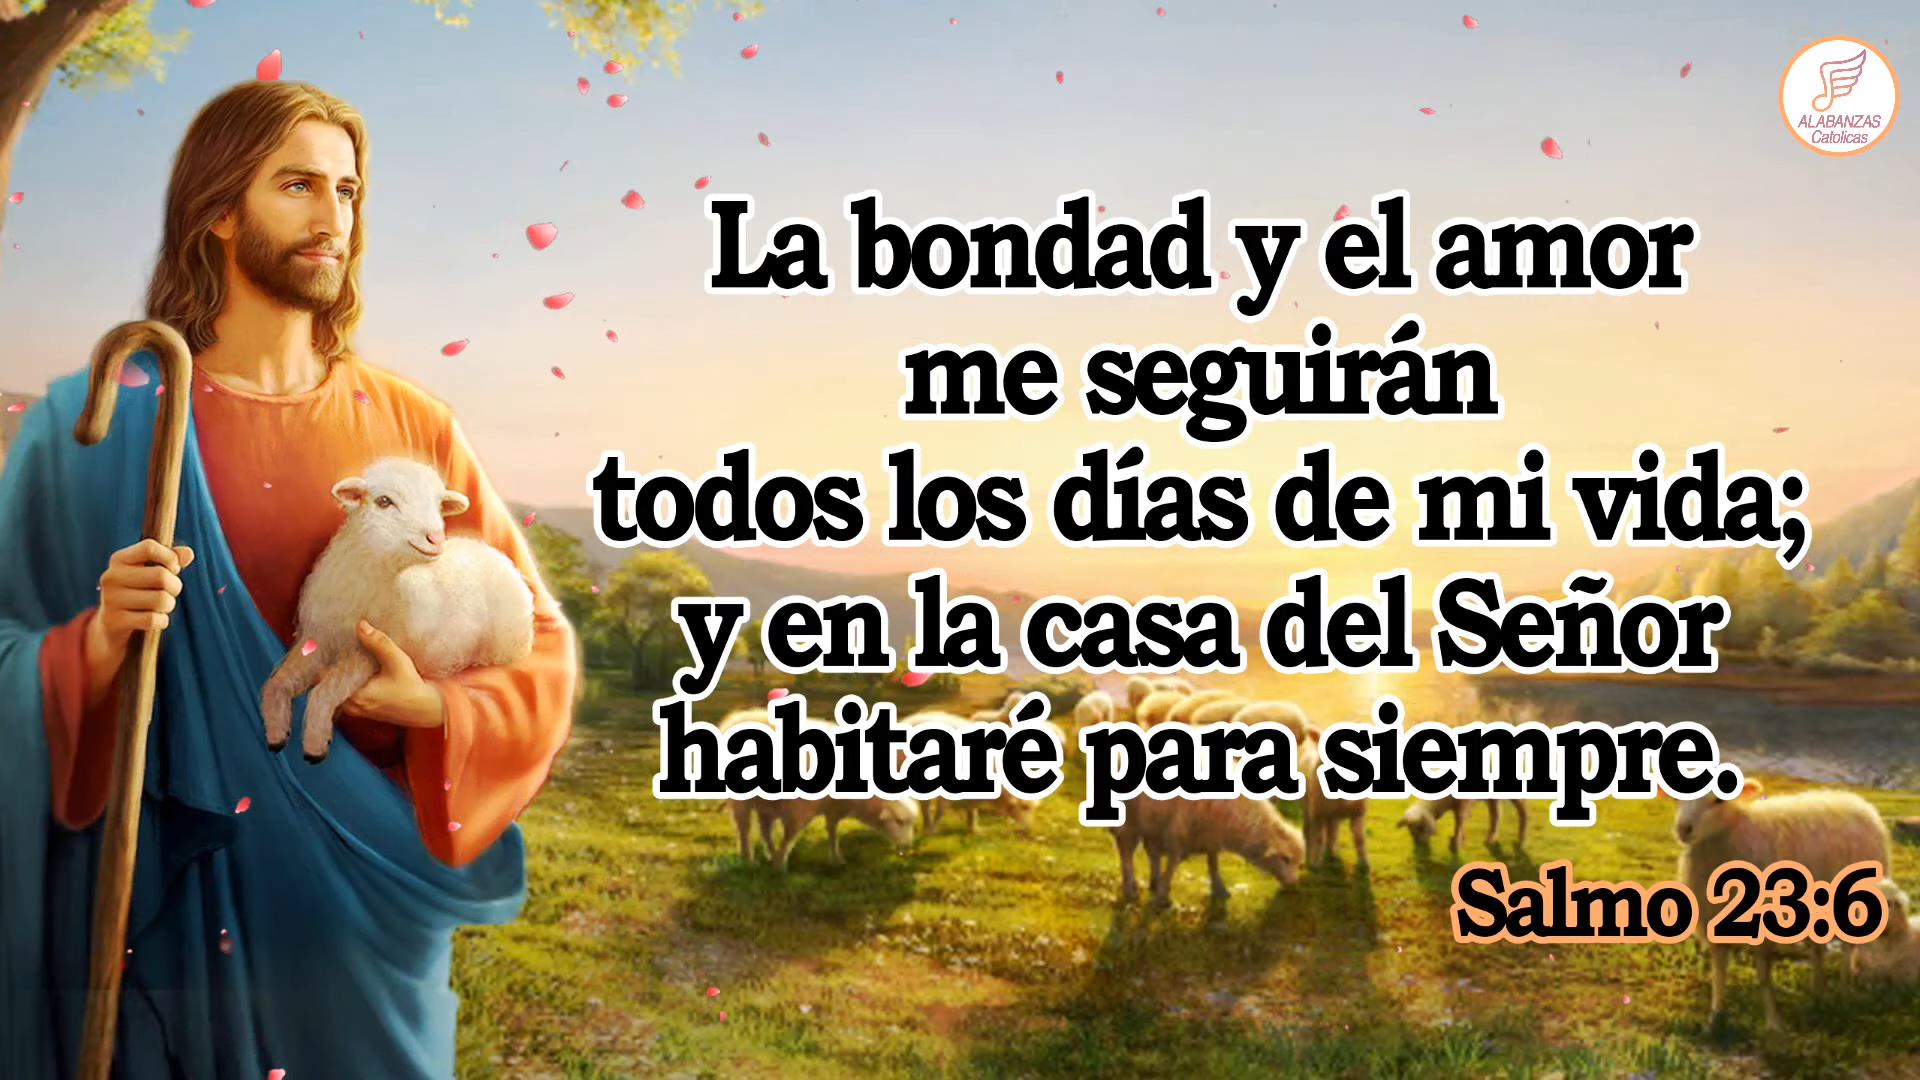 ALABANZAS
Catolicas
La bondad y el amor
me seguirán
todos los días de mi vida;
y en la casa del Señor
habitaré para siempre.
Salmo 23:6